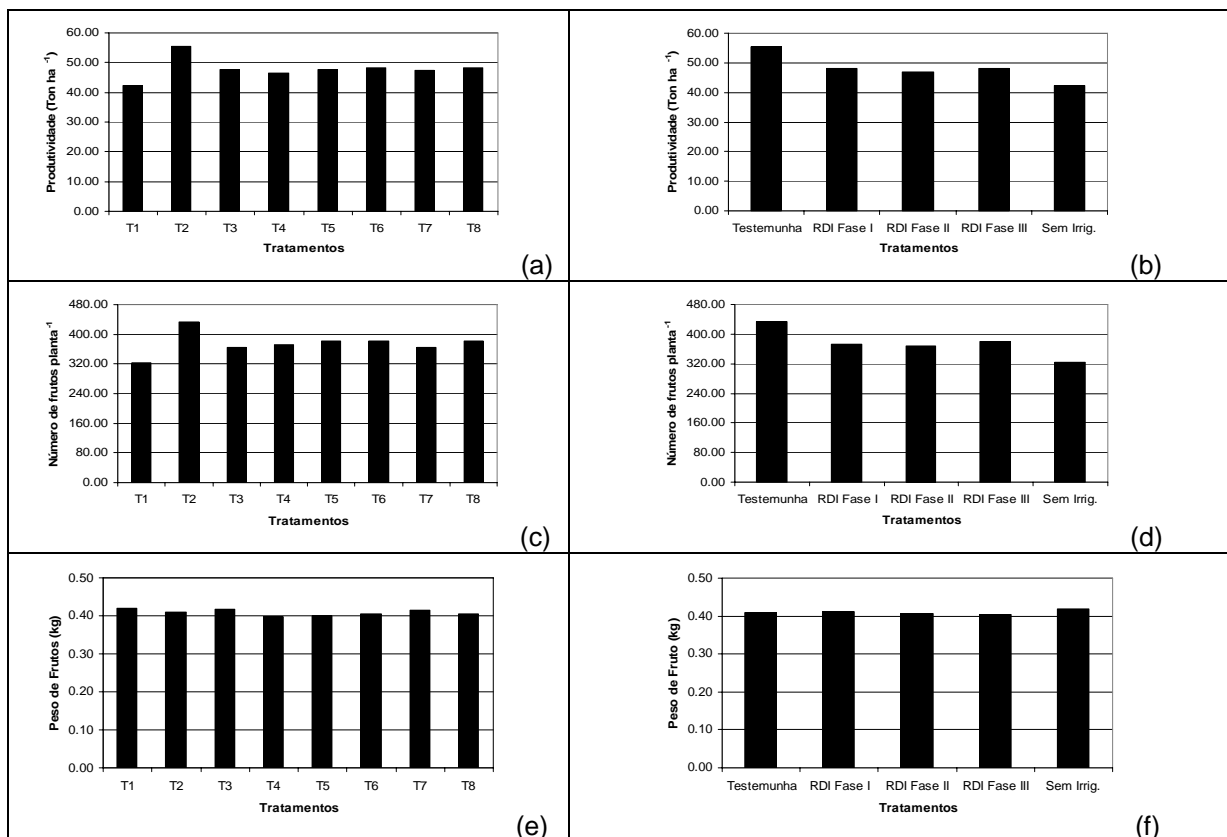 Produtividade (Ton ha -1)
60.00
50.00
40.00
30.00
20.00
10.00
0.00
T1 T2 T3 T4 T5 T6 T7 T8
Tratamentos
(a)
Produtividade (Ton ha -1)
60.00
50.00
40.00
30.00
20.00
10.00
0.00
Testemunha RDI Fase I RDI Fase II RDI Fase III Sem Irrig.
Tratamentos
(b)
Número de frutos planta -1
480.00
400.00
320.00
240.00
160.00
80.00
0.00
T1 T2 T3 T4 T5 T6 T7 T8
Tratamentos
(c)
Número de frutos planta -1
480.00
400.00
320.00
240.00
160.00
80.00
0.00
Testemunha RDI Fase I RDI Fase II RDI Fase III Sem Irrig.
Tratamentos
(d)
Peso de Frutos (kg)
0.50
0.40
0.30
0.20
0.10
0.00
T1 T2 T3 T4 T5 T6 T7 T8
Tratamentos
(e)
Peso de Fruto (kg)
0.50
0.40
0.30
0.20
0.10
0.00
Testemunha RDI Fase I RDI Fase II RDI Fase III Sem Irrig.
Tratamentos
(f)